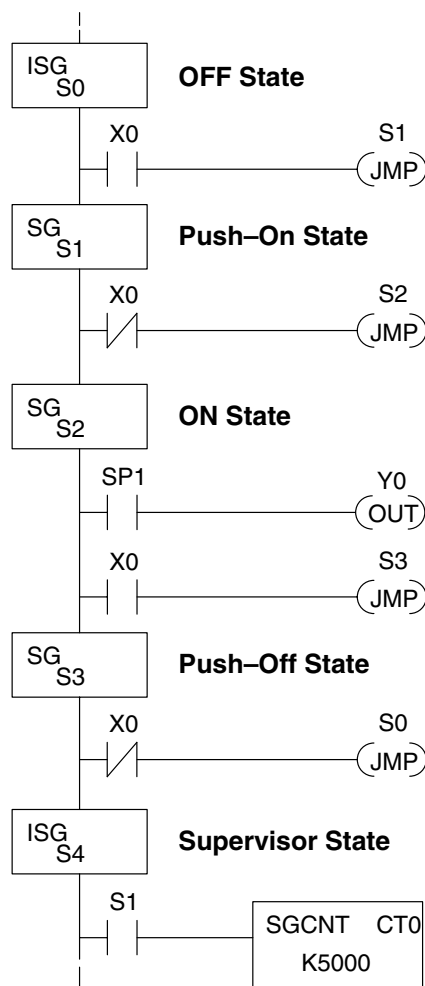 ISG
S0
OFF State
X0
S1
JMP
SG
S1
Push–On State
X0
S2
JMP
SG
S2
ON State
SP1
Y0
OUT
X0
S3
JMP
SG
S3
Push–Off State
X0
S0
JMP
ISG
S4
Supervisor State
S1
SGCNT CT0
K5000